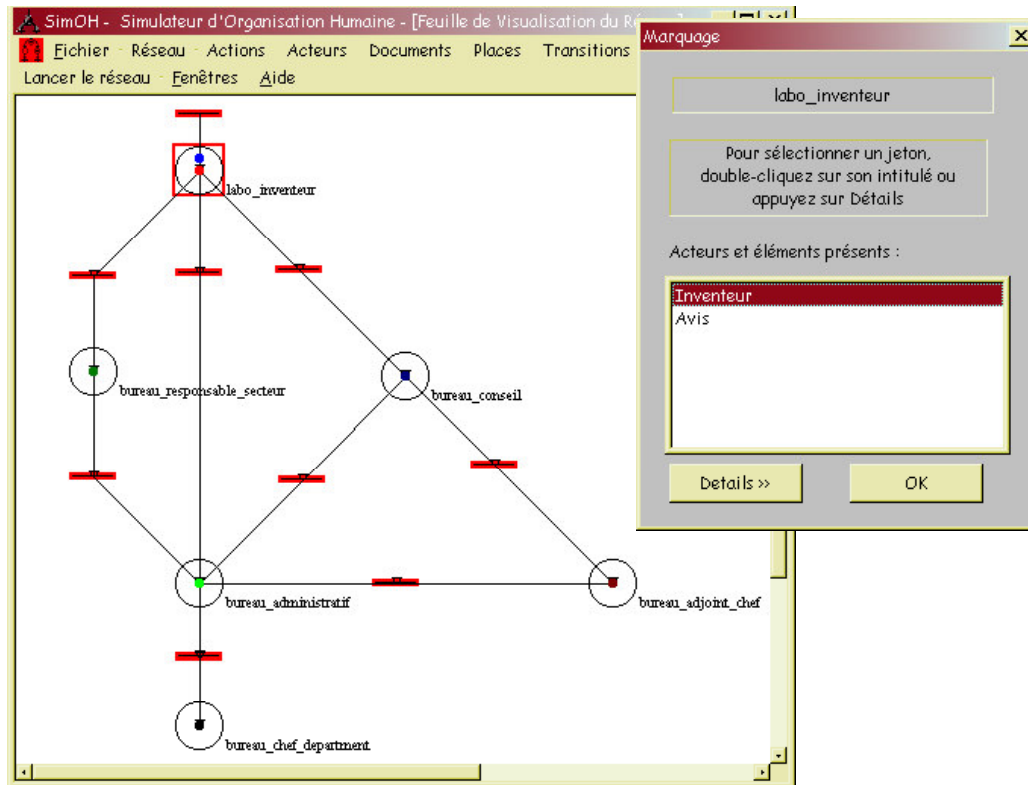 SimOH - Simulateur d'Organisation Humaine - [Feuille de Visualisation du R
Fichier Réseau Actions Acteurs Documents Places Transitions
Lancer le réseau Fenêtres Aide
labo_inventeur
bureau_responsable_secteur
bureau_conseil
bureau_administratif
bureau_adjoint_chef
bureau_chef_department
Marquage
labo_inventeur
Pour sélectionner un jeton,
double-cliquez sur son intitulé ou
appuyez sur Détails
Acteurs et éléments présents :
Inventeur
Avis
Details >>
OK